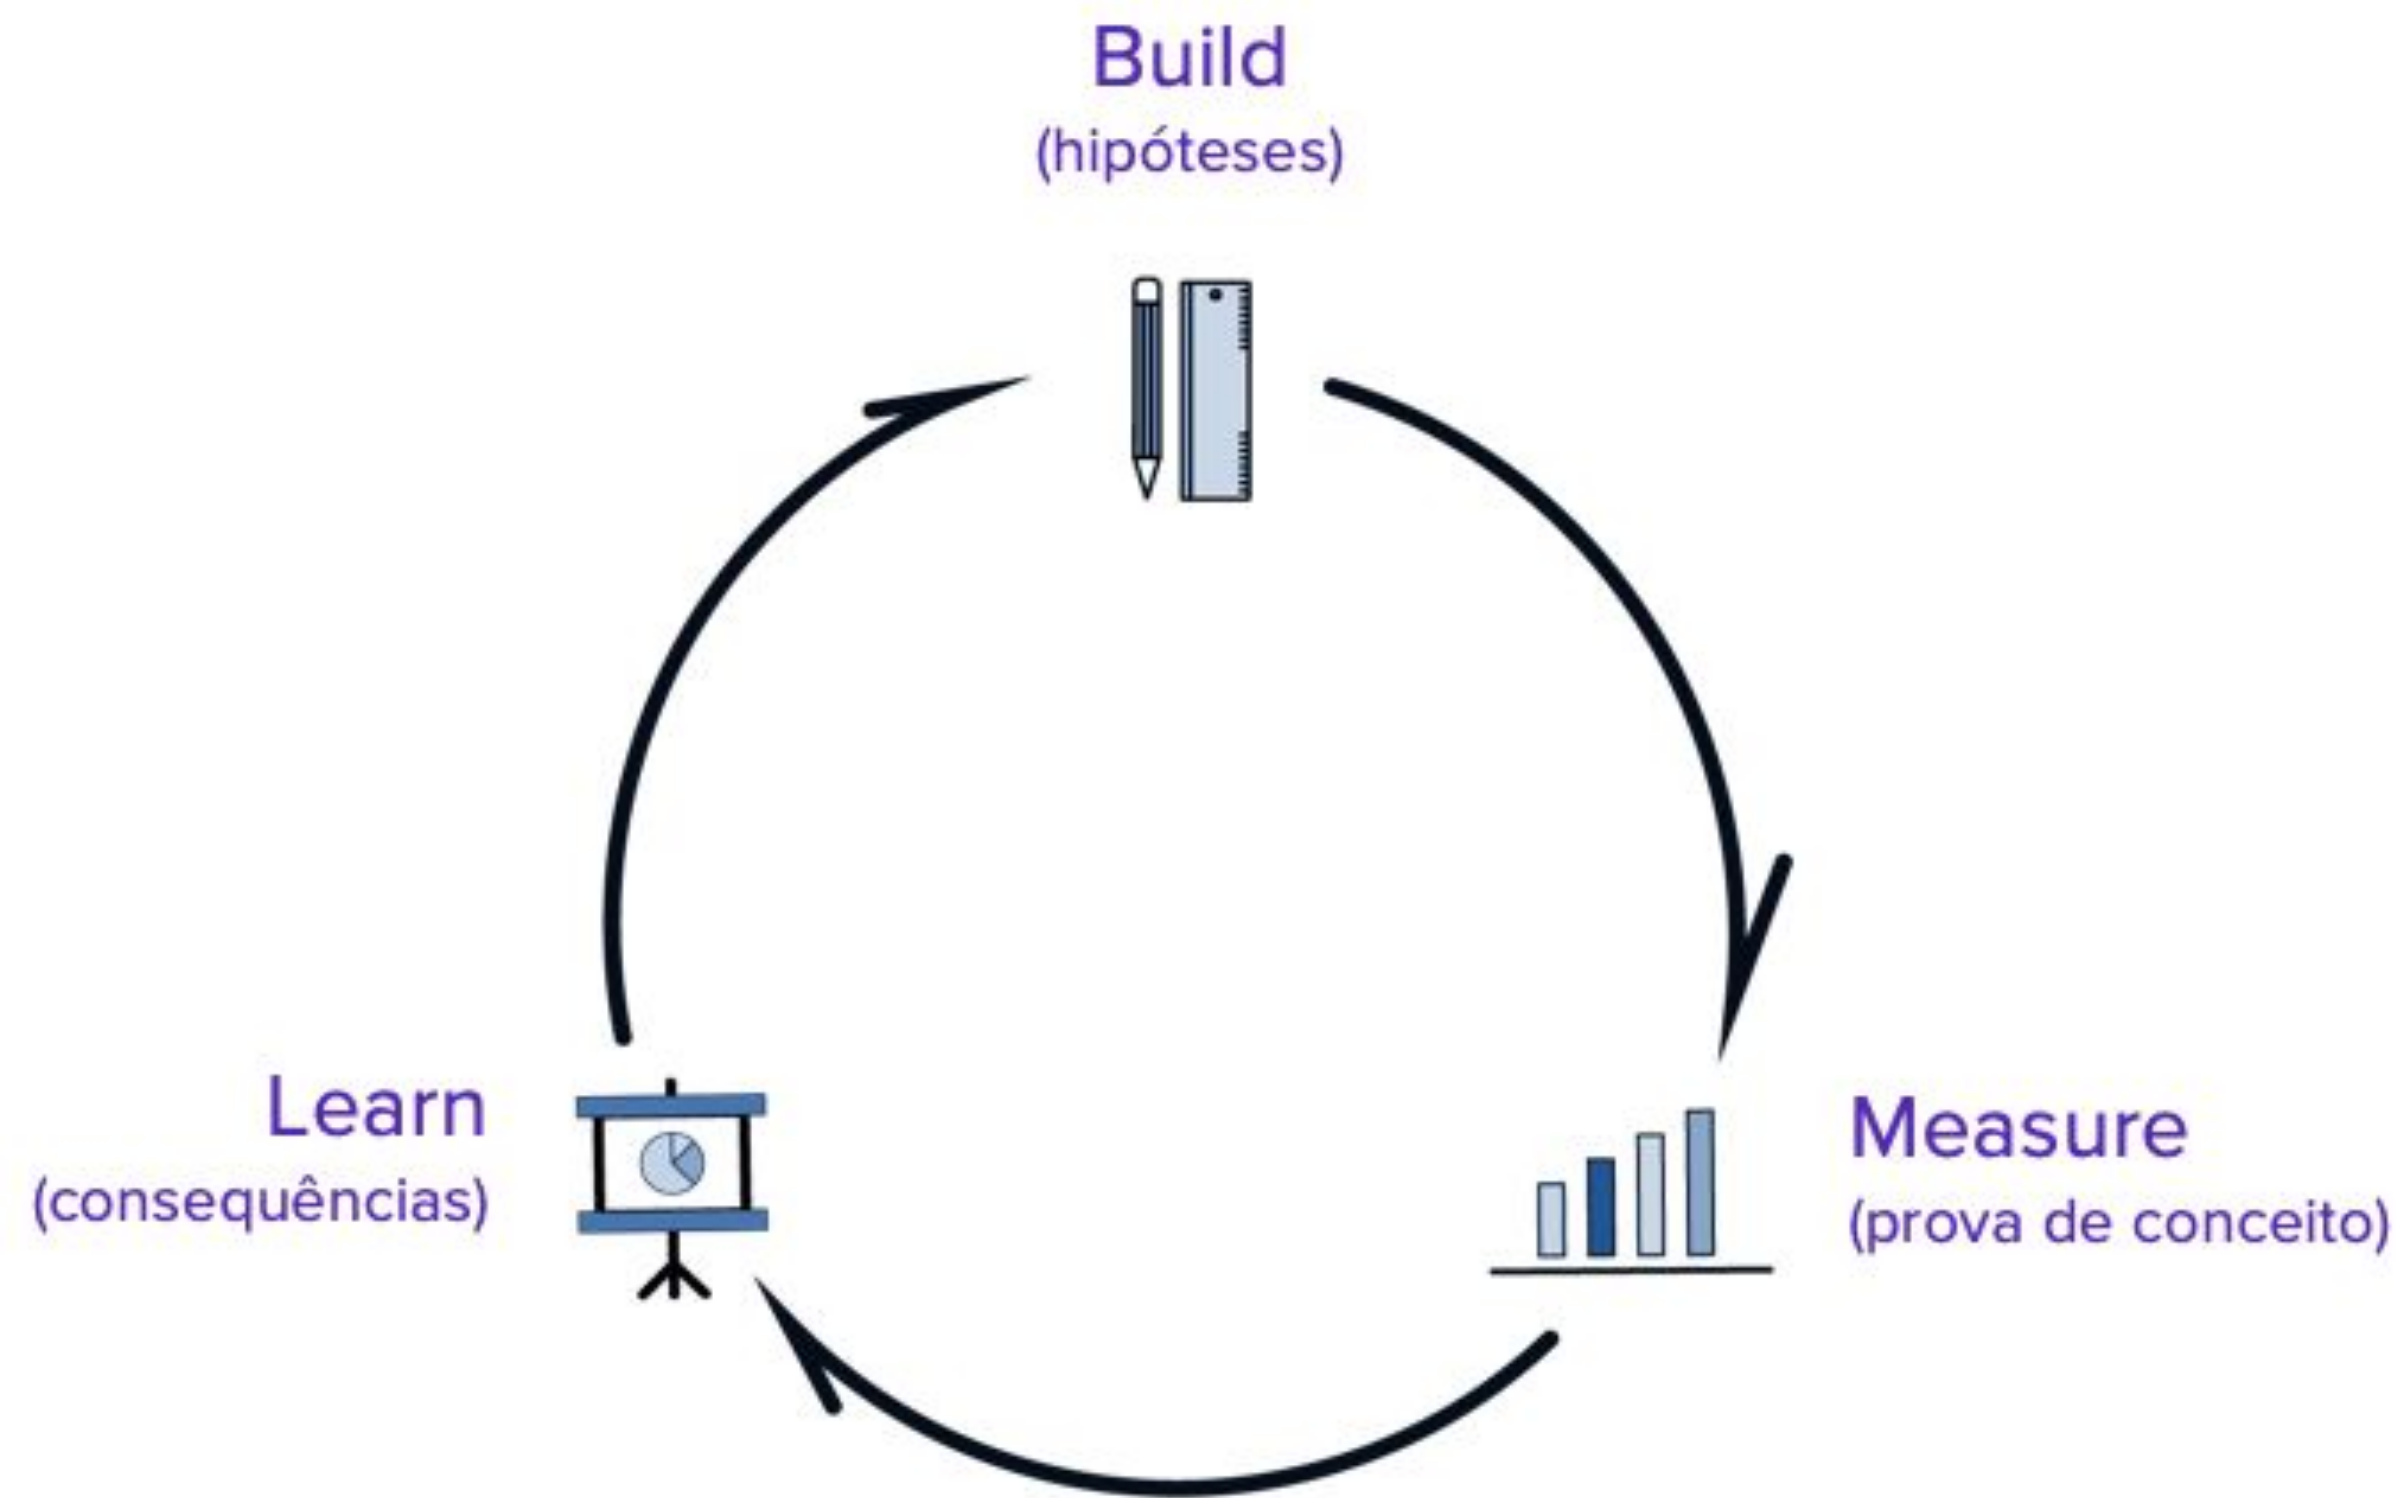 Build
(hipóteses)
Learn
(consequências)
Measure
(prova de conceito)